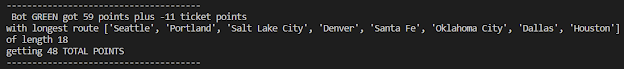 -----------------------------------
Bot GREEN got 59 points plus -11 ticket points
with longest route ['Seattle', 'Portland', 'Salt Lake City', 'Denver', 'Santa Fe', 'Oklahoma City', 'Dallas', 'Houston']
of length 18
getting 48 TOTAL POINTS
-----------------------------------